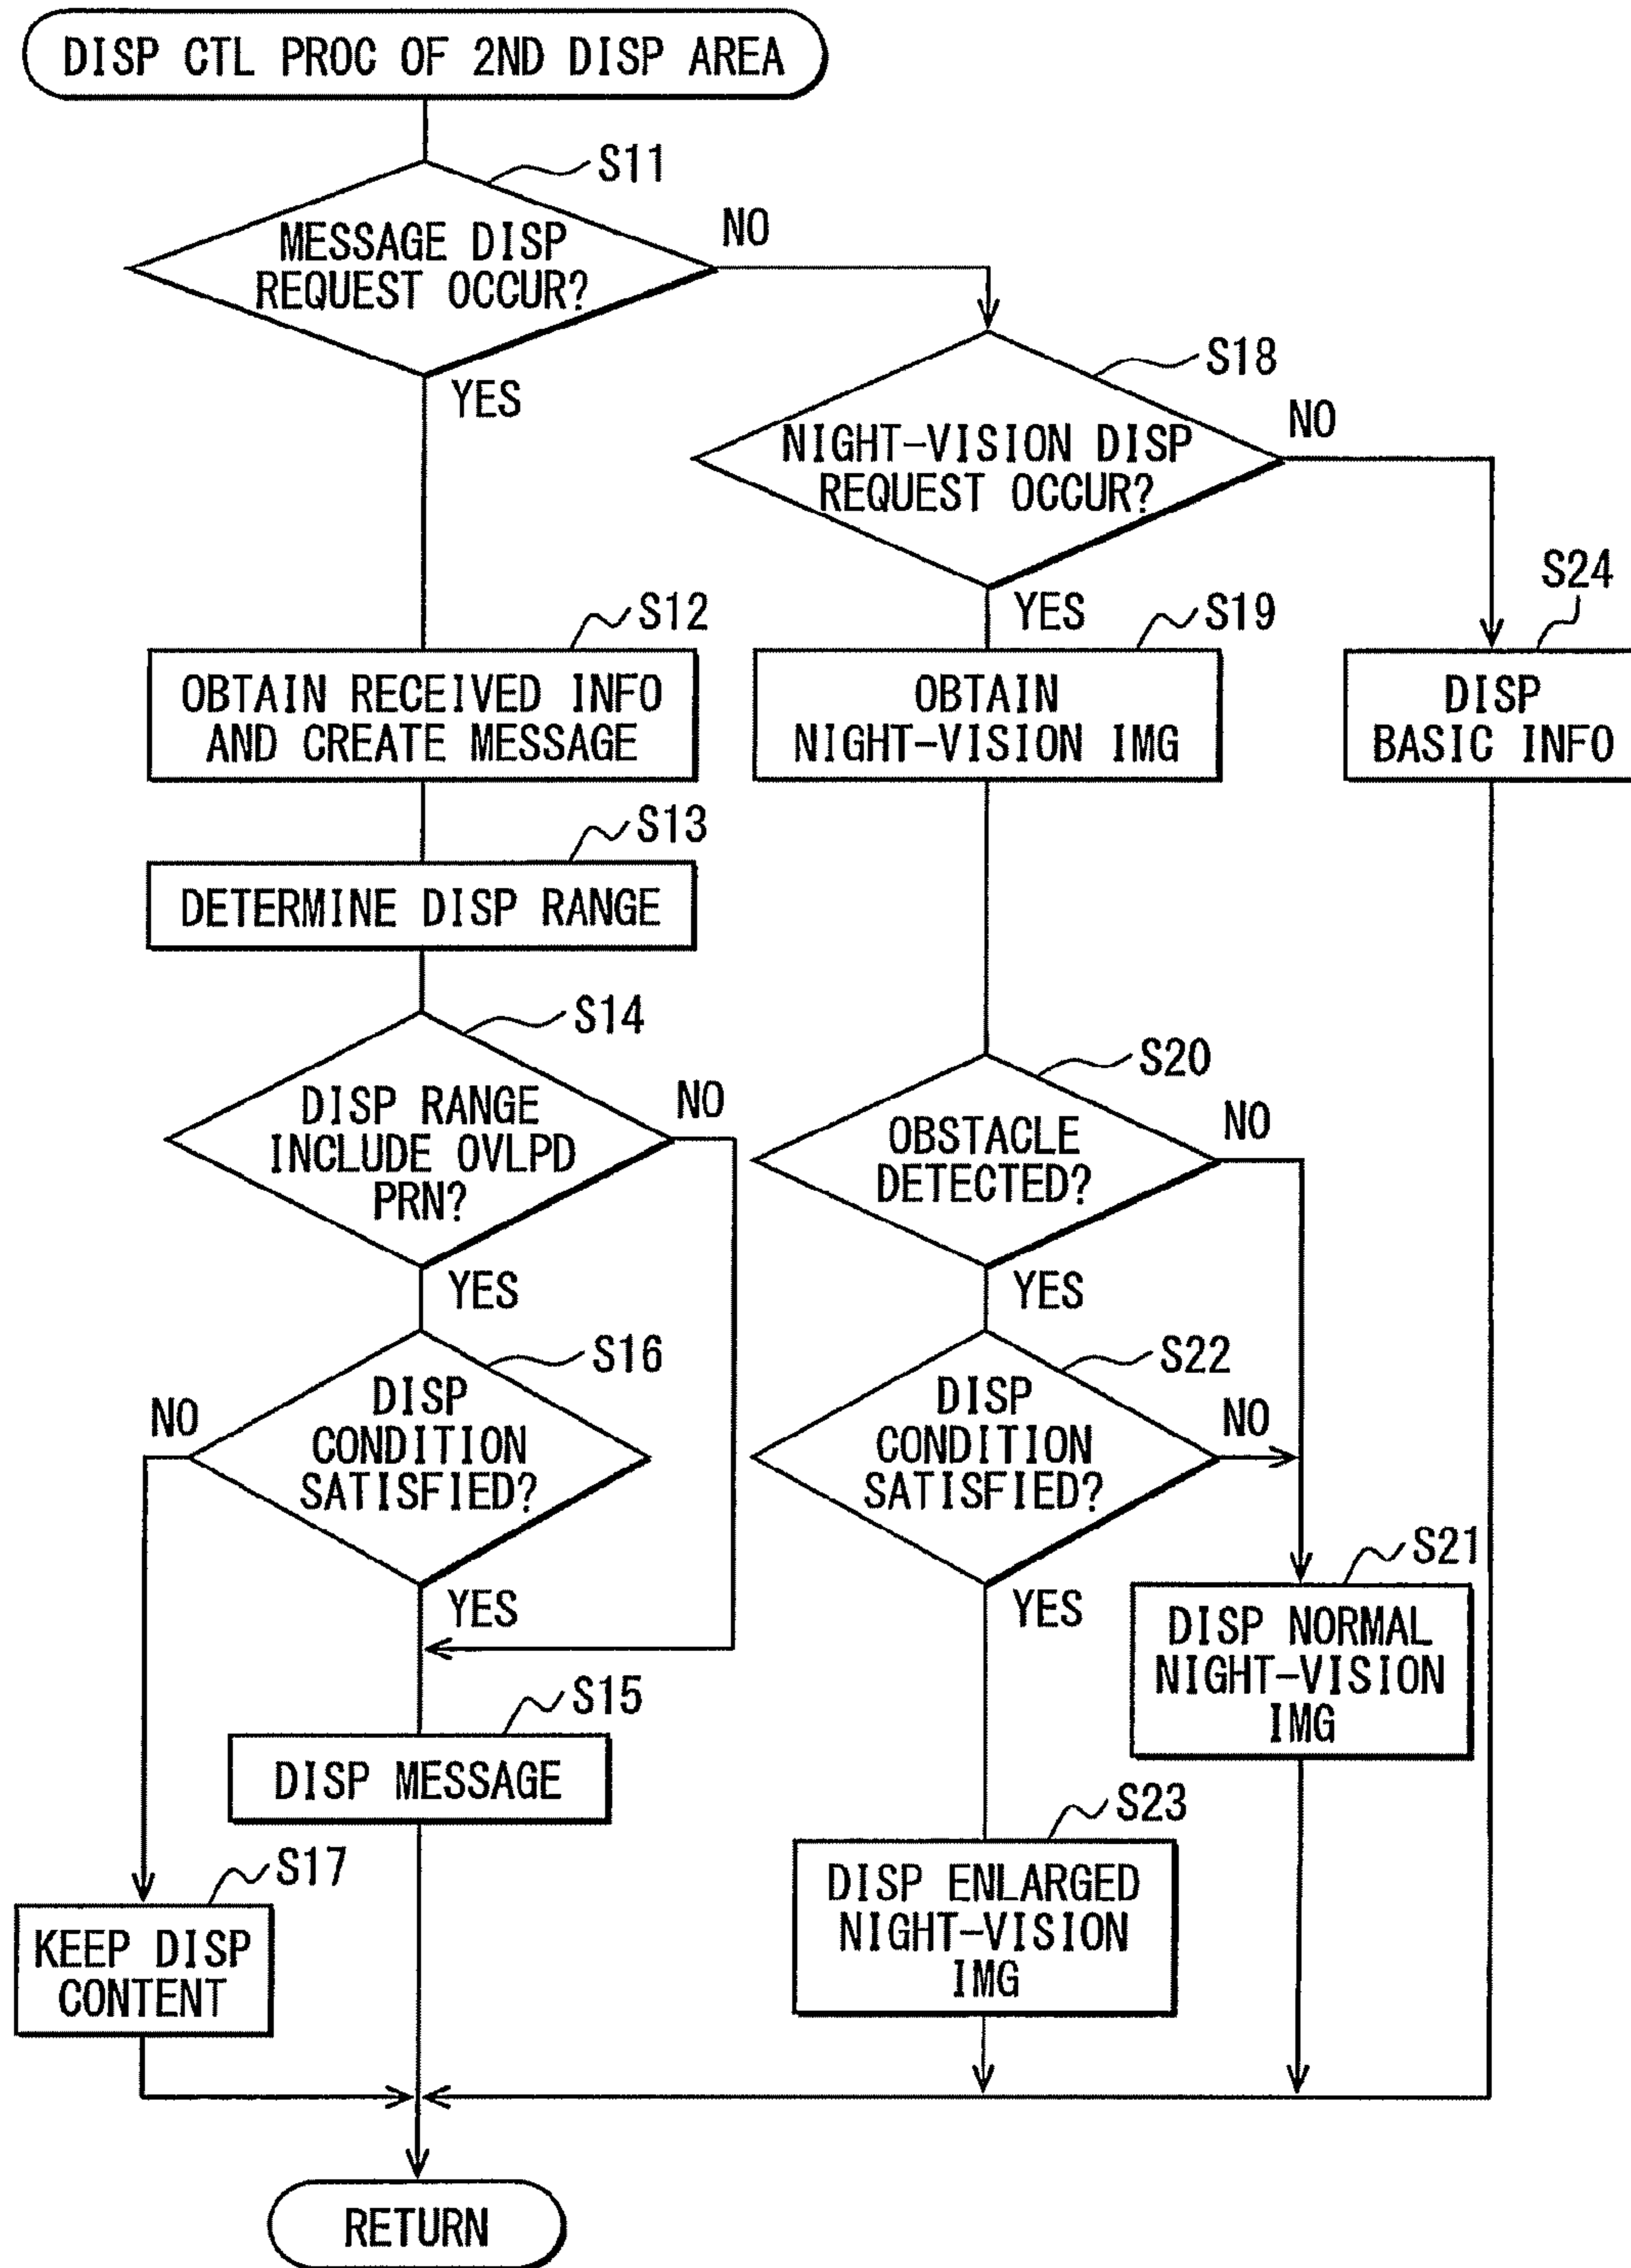 DISP CTL PROC OF 2ND DISP AREA
S11
MESSAGE DISP
REQUEST OCCUR?
NO
YES
S18
NIGHT-VISION DISP
REQUEST OCCUR?
NO
YES
S12
OBTAIN RECEIVED INFO
AND CREATE MESSAGE
S19
OBTAIN
NIGHT-VISION IMG
S24
DISP
BASIC INFO
S13
DETERMINE DISP RANGE
S14
DISP RANGE
INCLUDE OVLPD
PRN?
NO
YES
S20
OBSTACLE
DETECTED?
NO
YES
S16
DISP
CONDITION
SATISFIED?
NO
YES
S22
DISP
CONDITION
SATISFIED?
NO
YES
S21
DISP NORMAL
NIGHT-VISION
IMG
S15
DISP MESSAGE
S23
DISP ENLARGED
NIGHT-VISION
IMG
S17
KEEP DISP
CONTENT
RETURN